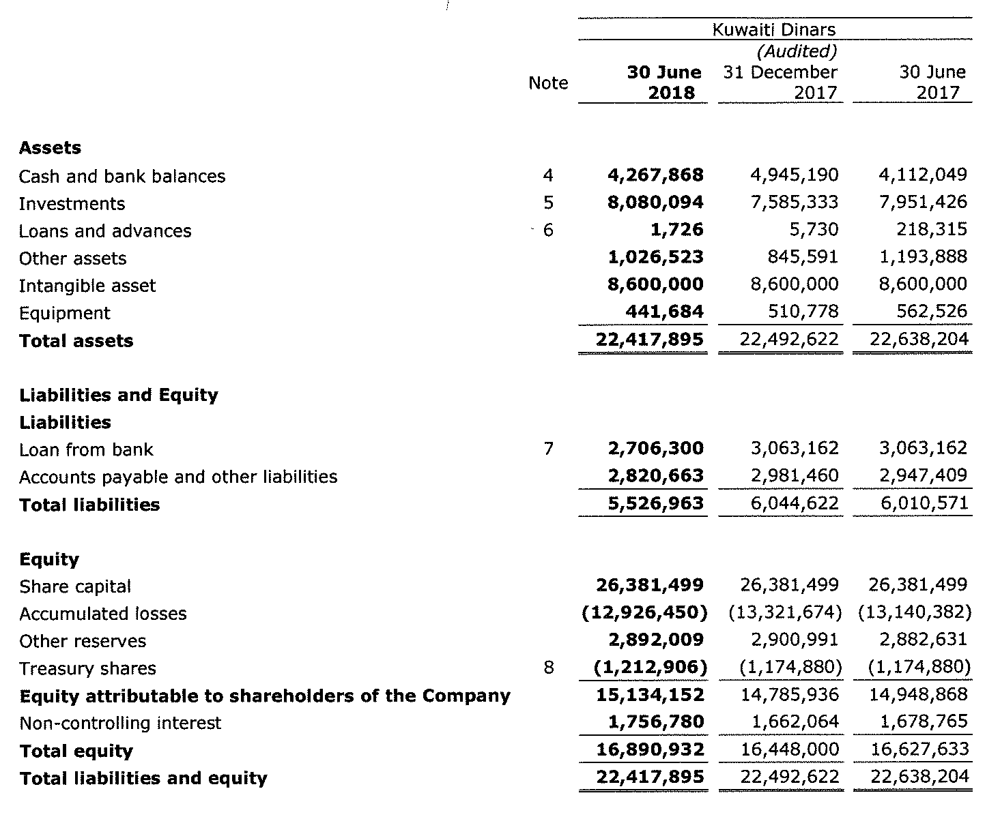 Kuwaiti Dinars
(Audited)
Note 30 June 31 December 30 June
2018 2017 2017
Assets
Cash and bank balances 4 4,267,868 4,945,190 4,112,049
Investments 5 8,080,094 7,585,333 7,951,426
Loans and advances 6 1,726 5,730 218,315
Other assets 1,026,523 845,591 1,193,888
Intangible asset 8,600,000 8,600,000 8,600,000
Equipment 441,684 510,778 562,526
Total assets 22,417,895 22,492,622 22,638,204
Liabilities and Equity
Liabilities
Loan from bank 7 2,706,300 3,063,162 3,063,162
Accounts payable and other liabilities 2,820,663 2,981,460 2,947,409
Total liabilities 5,526,963 6,044,622 6,010,571
Equity
Share capital 26,381,499 26,381,499 26,381,499
Accumulated losses (12,926,450) (13,321,674) (13,140,382)
Other reserves 2,892,009 2,900,991 2,882,631
Treasury shares 8 (1,212,906) (1,174,880) (1,174,880)
Equity attributable to shareholders of the Company 15,134,152 14,785,936 14,948,868
Non-controlling interest 1,756,780 1,662,064 1,678,765
Total equity 16,890,932 16,448,000 16,627,633
Total liabilities and equity 22,417,895 22,492,622 22,638,204